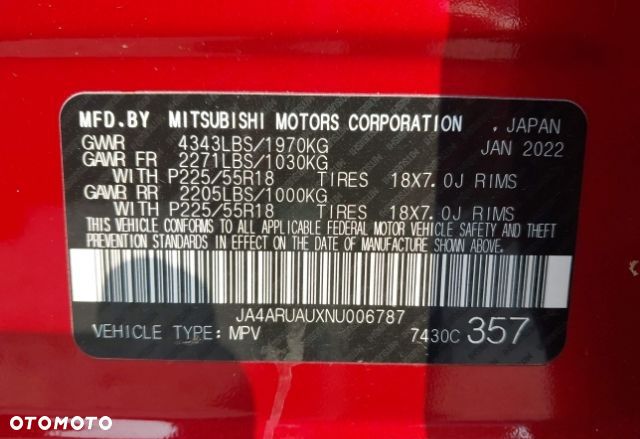 MFD.BY MITSUBISHI MOTORS CORPORATION , JAPAN
GVWR 4343LBS/1970KG JAN 2022
GAWR FR 2271LBS/1030KG
WITH P225/55R18 TIRES 18X7.0J RIMS
GAWR RR 2205LBS/1000KG
WITH P225/55R18 TIRES 18X7.0J RIMS
THIS VEHICLE CONFORMS TO ALL APPLICABLE FEDERAL MOTOR VEHICLE SAFETY AND THEFT
PREVENTION STANDARDS IN EFFECT ON THE DATE OF MANUFACTURE SHOWN ABOVE.
JA4ARUAUXNU006787
VEHICLE TYPE:MPV 7430C 357
OTOMOTO